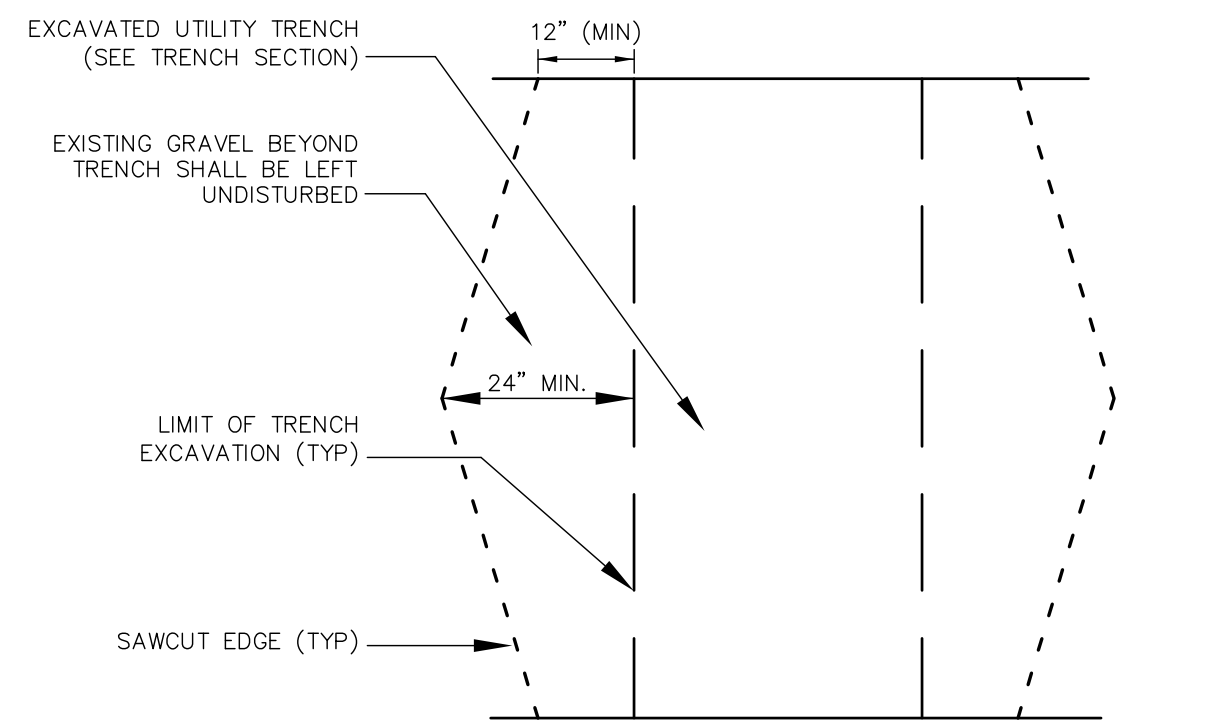 EXCAVATED UTILITY TRENCH
(SEE TRENCH SECTION)
12” (MIN)
EXISTING GRAVEL BEYOND
TRENCH SHALL BE LEFT
UNDISTURBED
24” MIN.
LIMIT OF TRENCH
EXCAVATION (TYP)
SAWCUT EDGE (TYP)